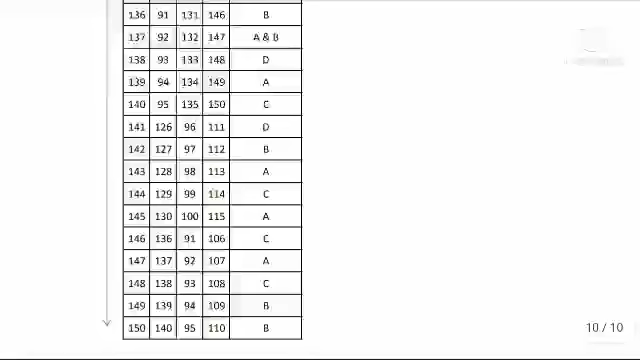 136 91 131 146 B
137 92 132 147 A & B
138 93 133 148 D
139 94 134 149 A
140 95 135 150 C
141 126 96 111 D
142 127 97 112 B
143 128 98 113 A
144 129 99 114 C
145 130 100 115 A
146 136 91 106 C
147 137 92 107 A
148 138 93 108 C
149 139 94 109 B
150 140 95 110 B
10 / 10